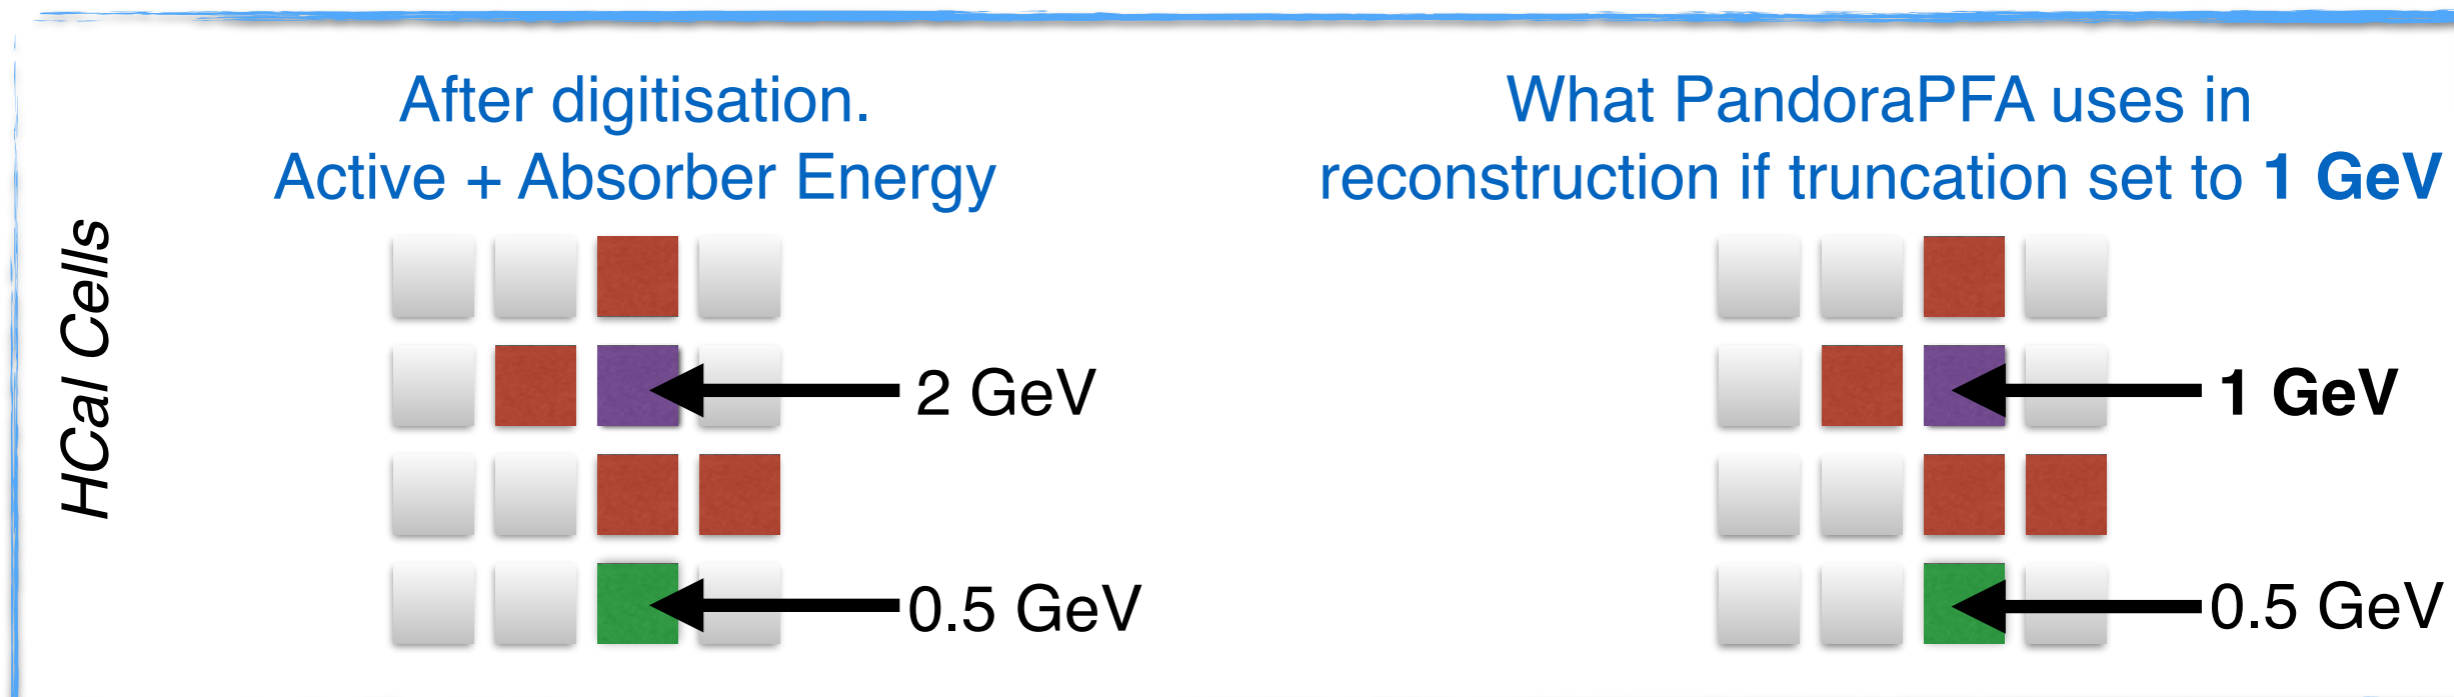 HCal Cells
After digitisation.
Active + Absorber Energy
2 GeV
0.5 GeV
What PandoraPFA uses in
reconstruction if truncation set to 1 GeV
1 GeV
0.5 GeV